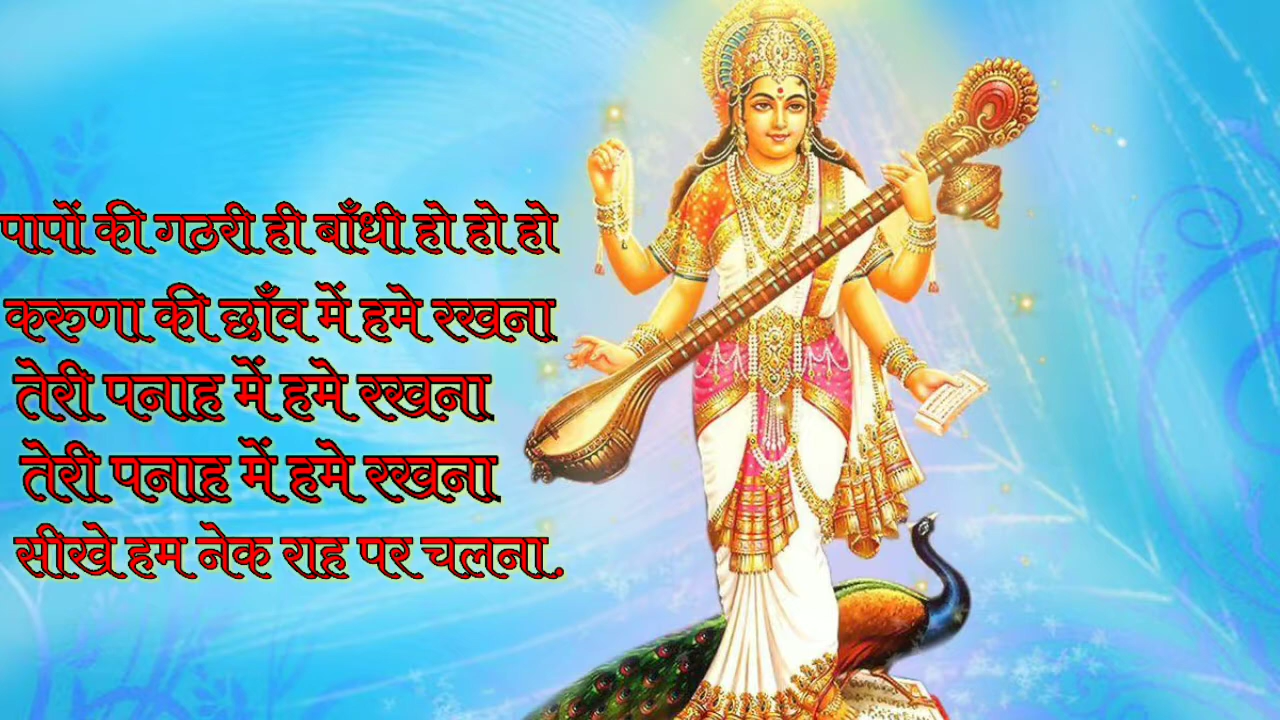 पापों की गठरी ही बाँधी हो हो हो
करुणा की छाँव में हमे रखना
तेरी पनाह में हमे रखना
तेरी पनाह में हमे रखना
सीखे हम नेक राह पर चलना.